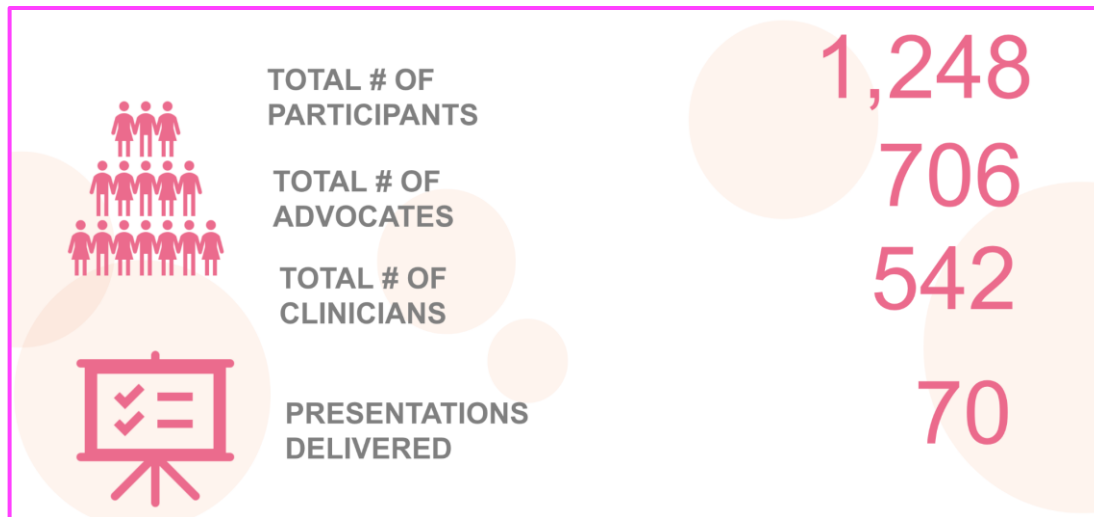 TOTAL # OF
PARTICIPANTS
1,248
TOTAL # OF
ADVOCATES
706
TOTAL # OF
CLINICIANS
542
PRESENTATIONS
DELIVERED
70